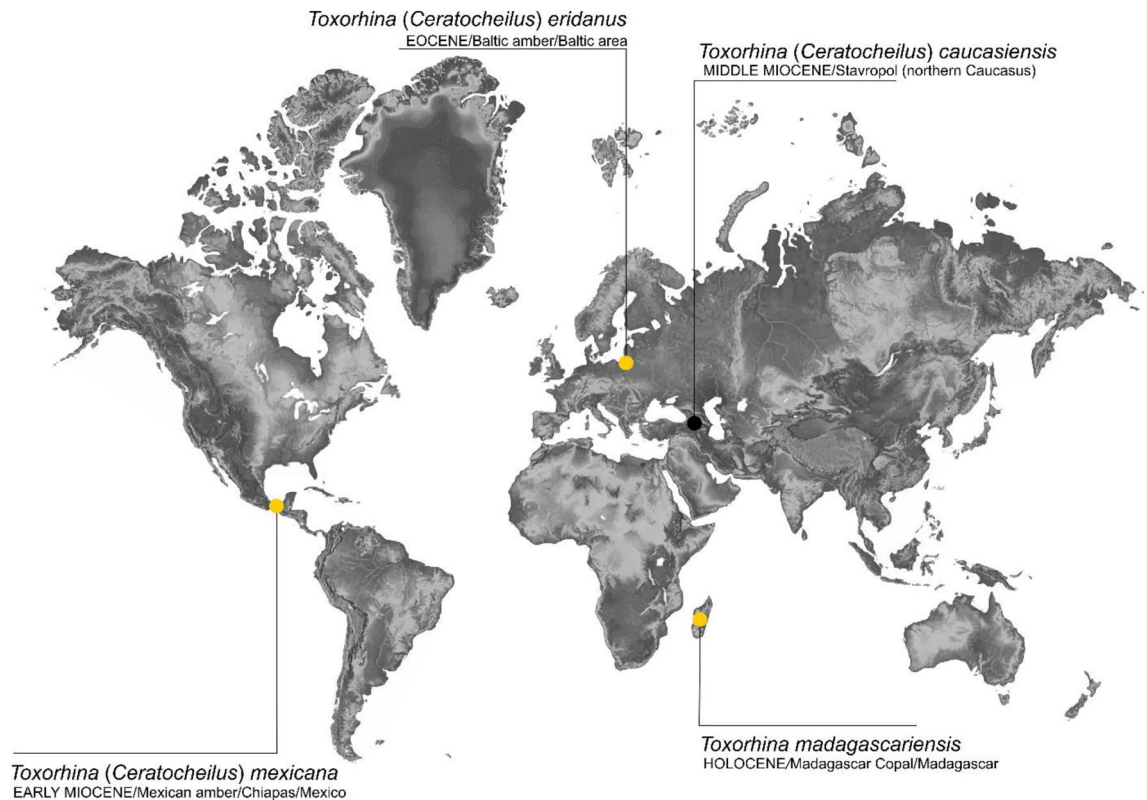 Toxorhina (Ceratocheilus) eridanus
EOCENE/Baltic amber/Baltic area
Toxorhina (Ceratocheilus) caucasiensis
MIDDLE MIOCENE/Stavropol (northern Caucasus)
Toxorhina madagascariensis
HOLOCENE/Madagascar Copal/Madagascar
Toxorhina (Ceratocheilus) mexicana
EARLY MIOCENE/Mexican amber/Chiapas/Mexico